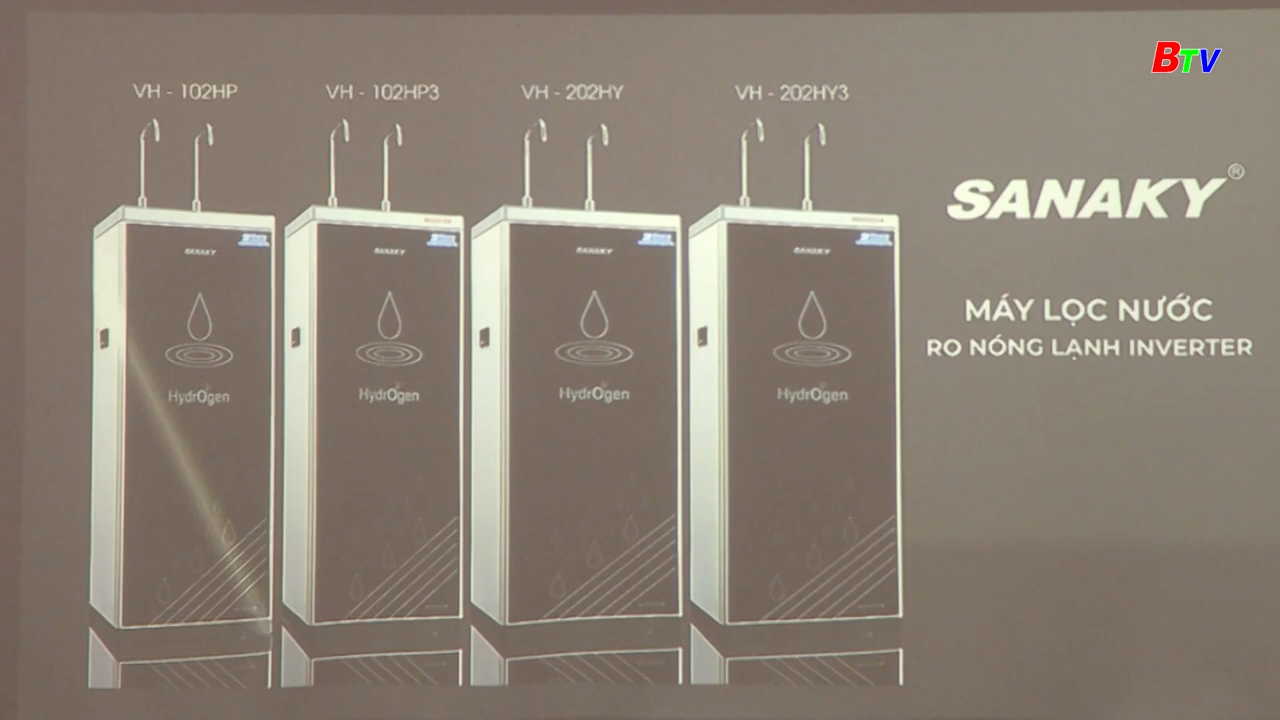 BTV
VH - 102HP
VH - 102HP3
VH - 202HY
VH - 202HY3
SANAKY®
MÁY LỌC NƯỚC
RO NÓNG LẠNH INVERTER
SANAKY
SANAKY
SANAKY
SANAKY
HydrOgen
HydrOgen
HydrOgen
HydrOgen